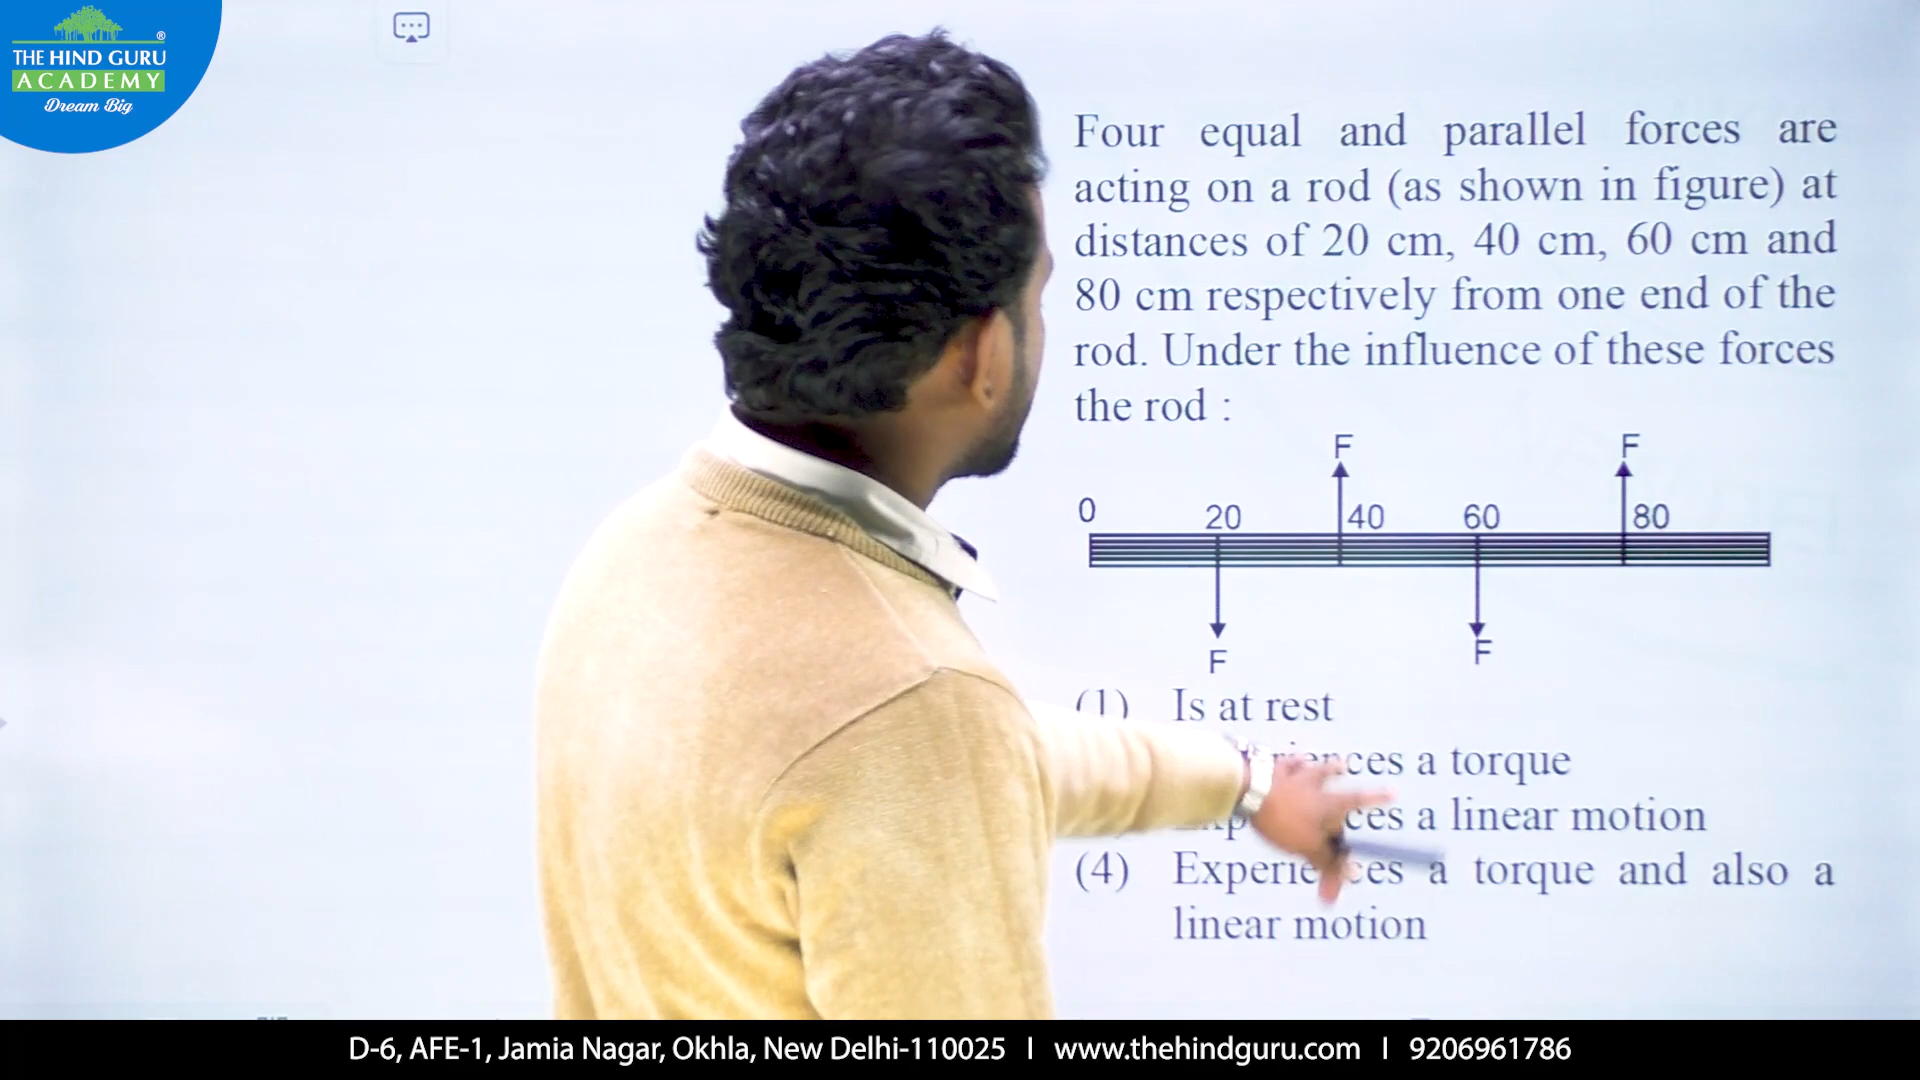 THE HIND GURU
®
ACADEMY
Dream Big
Four equal and parallel forces are
acting on a rod (as shown in figure) at
distances of 20 cm, 40 cm, 60 cm and
80 cm respectively from one end of the
rod. Under the influence of these forces
the rod :
F F
0 20 40 60 80
F F
(1) Is at rest
a torque
a linear motion
(4) a torque and also a
linear motion
D-6, AFE-1, Jamia Nagar, Okhla, New Delhi-110025 I www.thehindguru.com I 9206961786